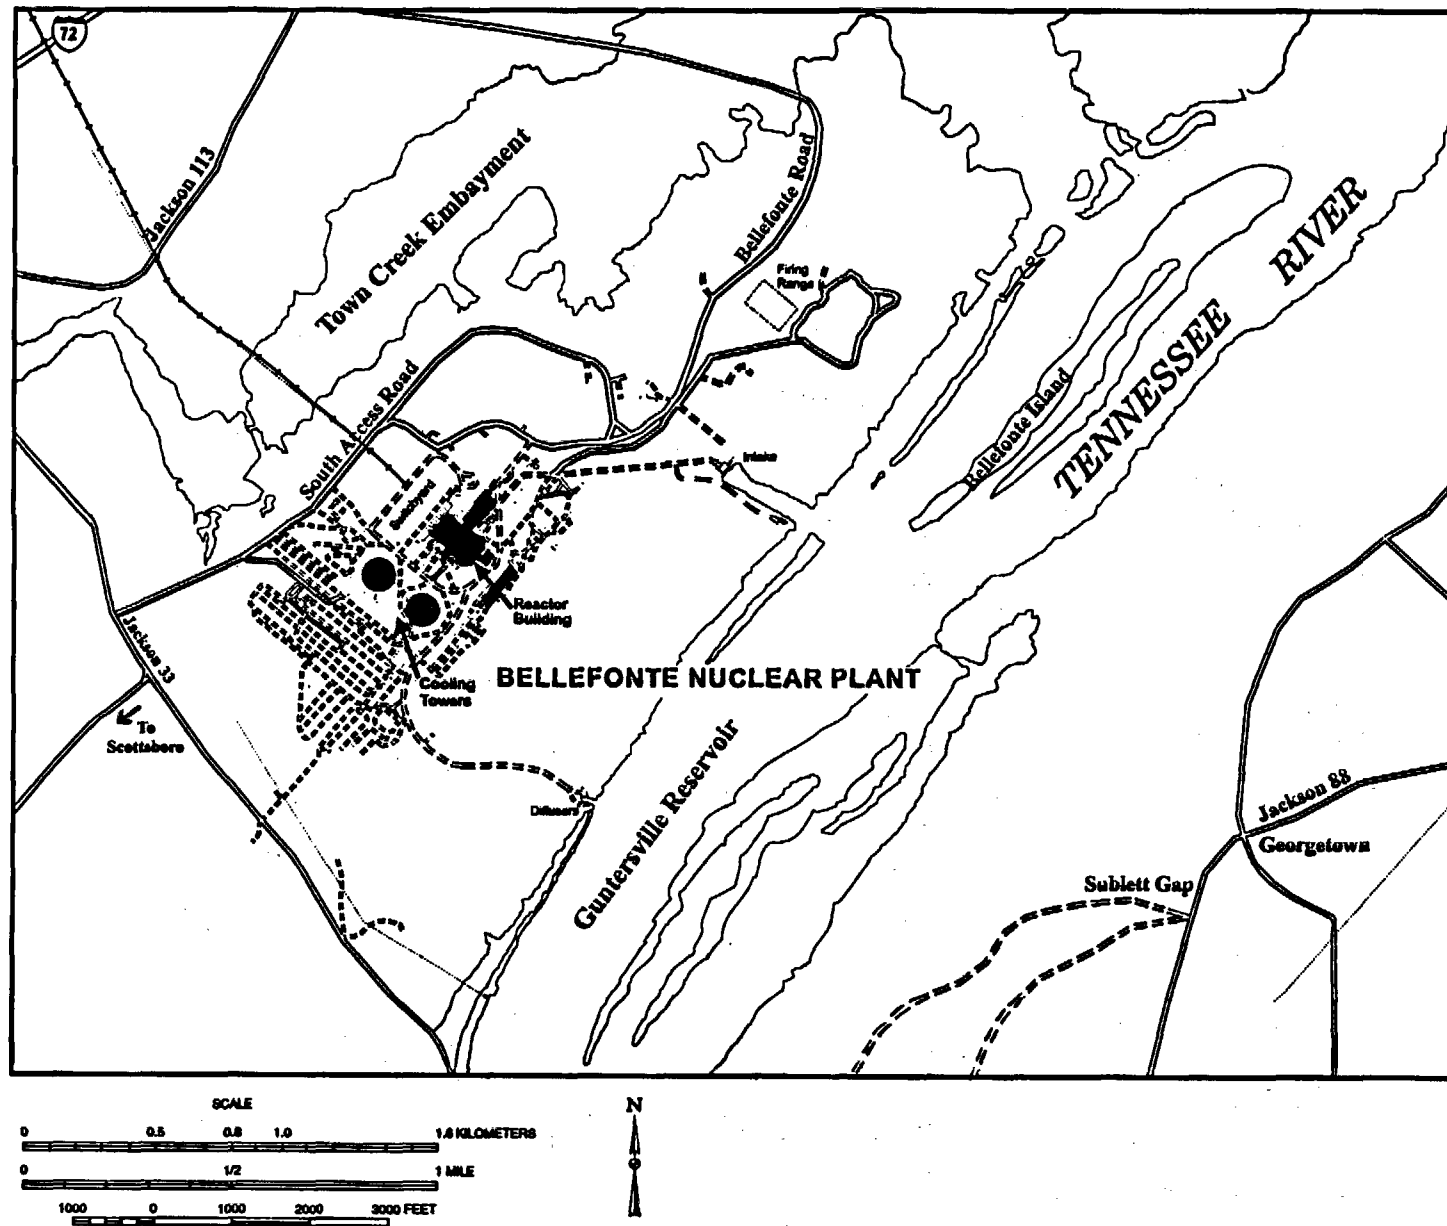 72
Jackson 113
Town Creek Embayment
Bellefonte Road
Firing
Range
RIVER
TENNESSEE
Bellefonte Island
South Access Road
Switchyard
Intake
Reactor
Building
Jackson 33
BELLEFONTE NUCLEAR PLANT
Cooling
Towers
To
Scottsboro
Guntersville Reservoir
Diffusers
Jackson 88
Georgetown
Sublett Gap
SCALE
0 0.5 0.8 1.0 1.6 KILOMETERS
0 1/2 1 MILE
1000 0 1000 2000 3000 FEET
N